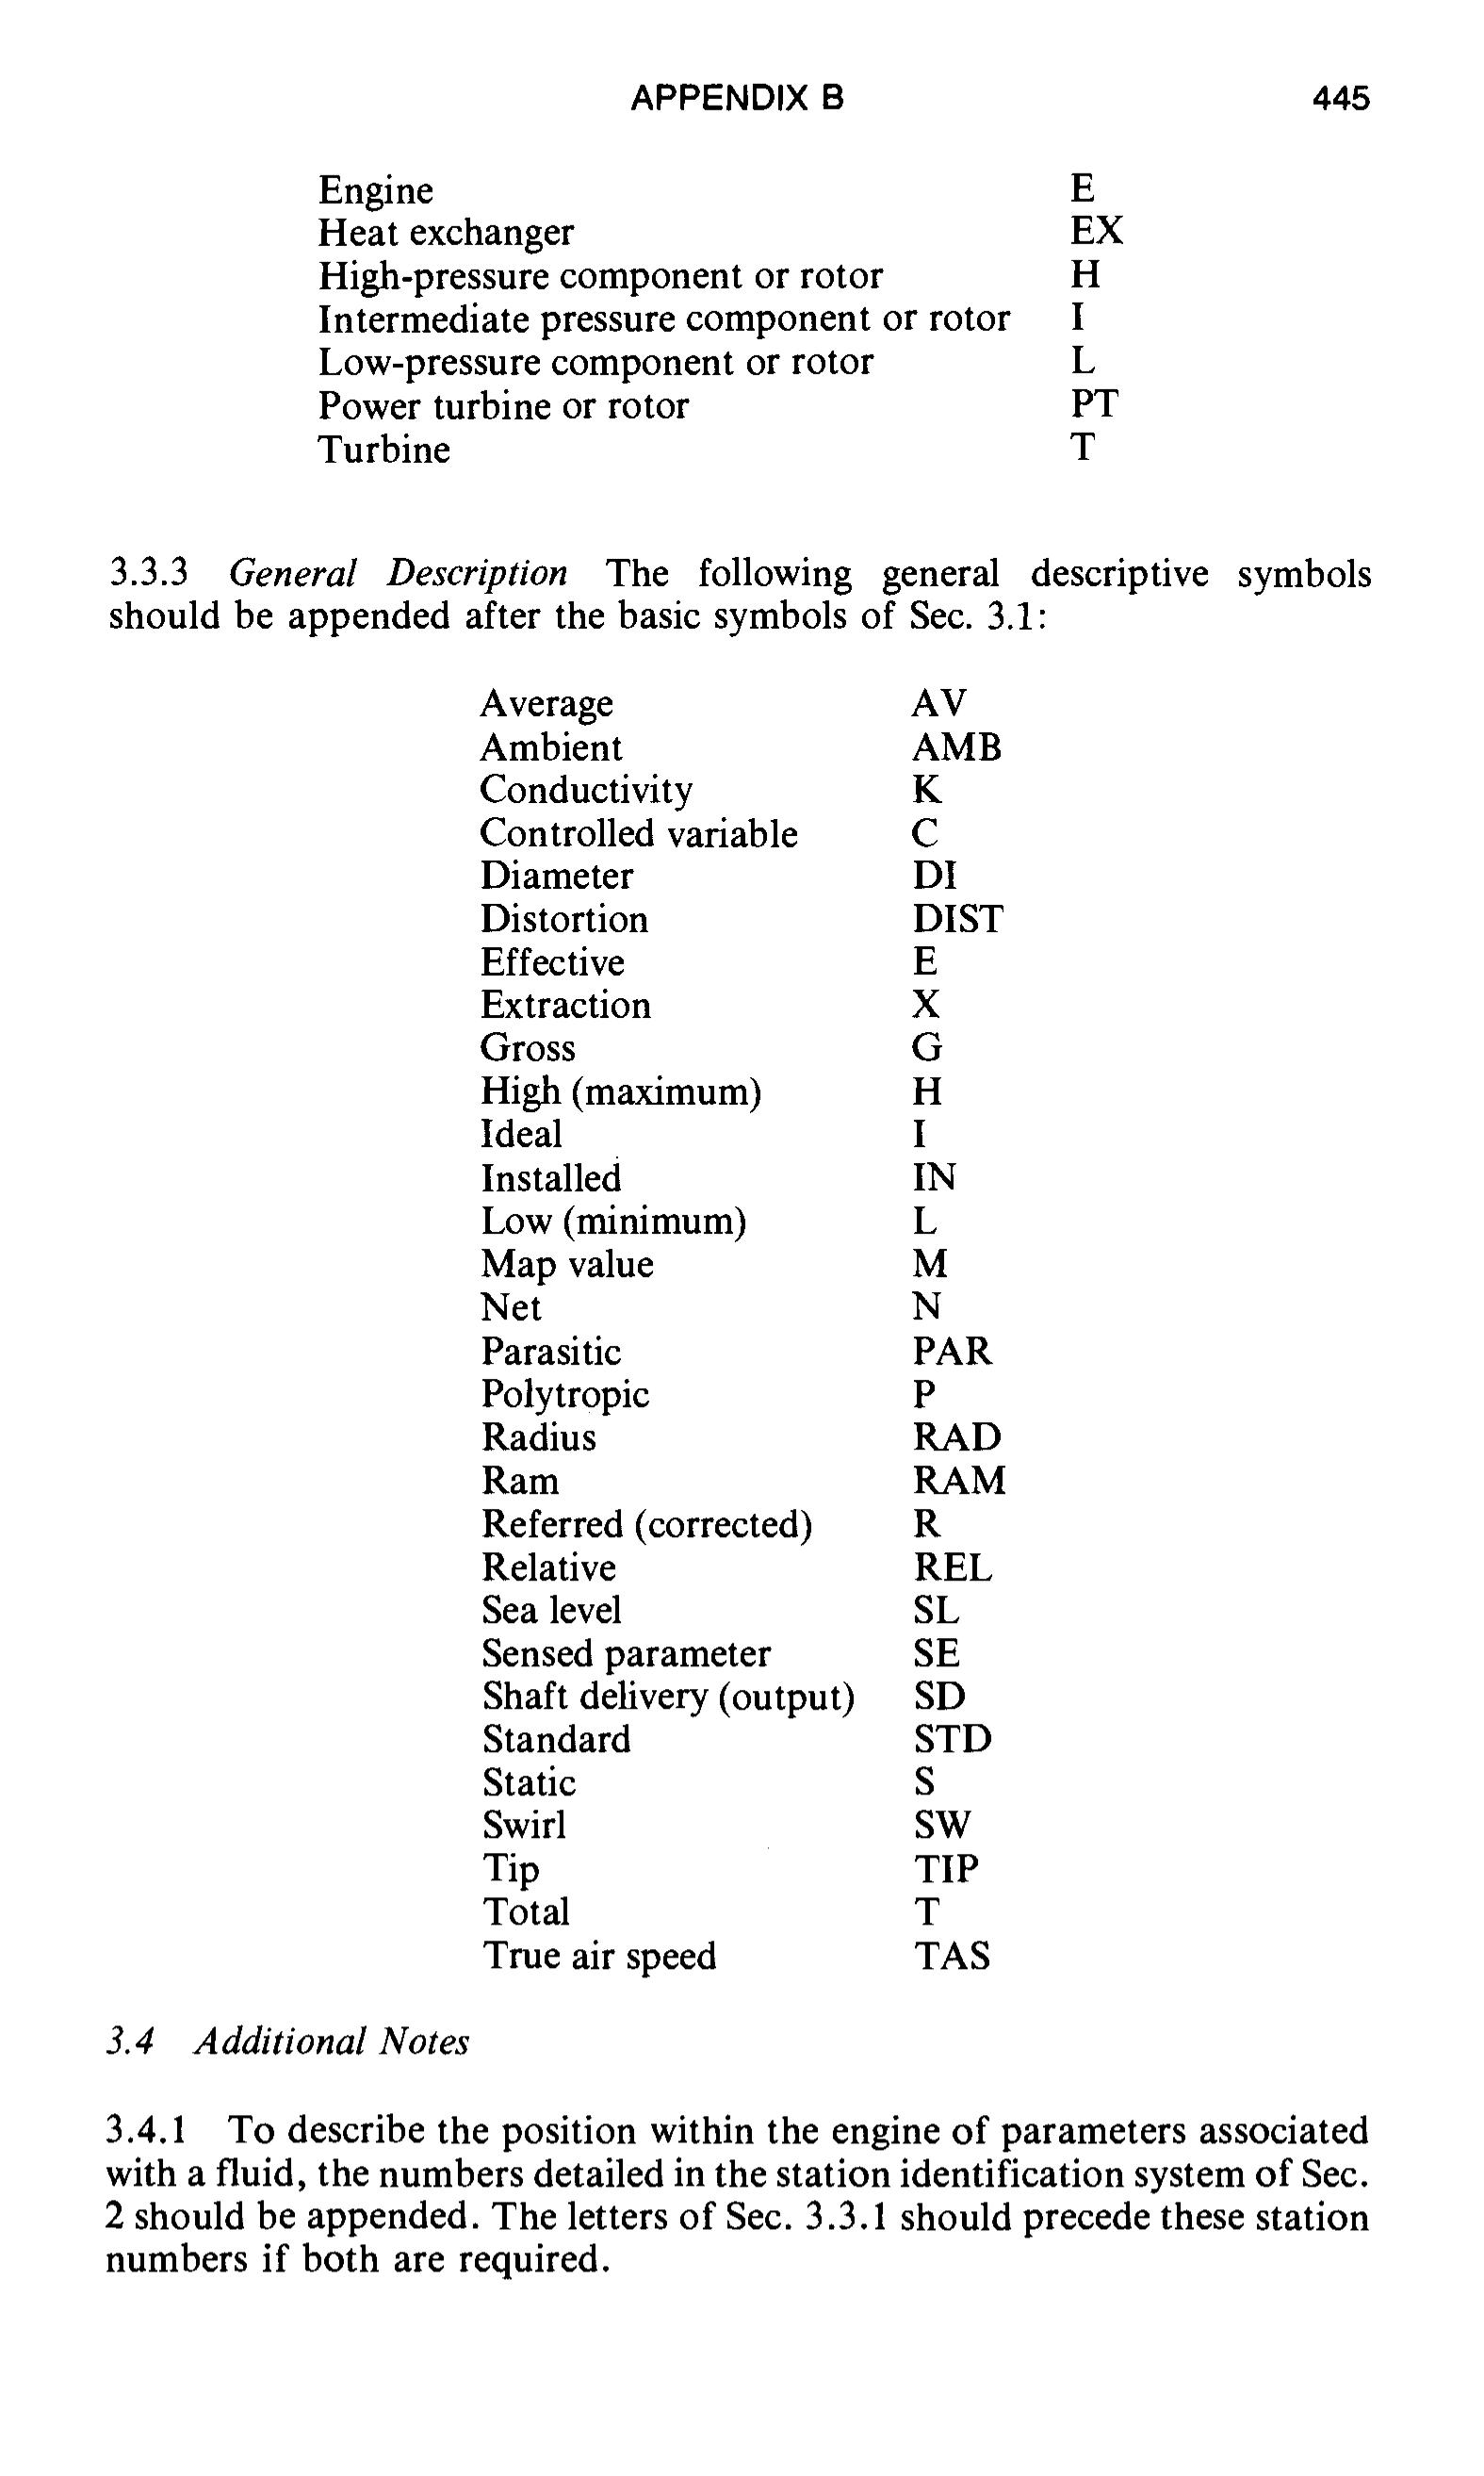 APPENDIX B 445
Engine E
Heat exchanger EX
High-pressure component or rotor H
Intermediate pressure component or rotor I
Low-pressure component or rotor L
Power turbine or rotor PT
Turbine T
3.3.3 General Description The following general descriptive symbols
should be appended after the basic symbols of Sec. 3.1:
Average AV
Ambient AMB
Conductivity K
Controlled variable C
Diameter DI
Distortion DIST
Effective E
Extraction X
Gross G
High (maximum) H
Ideal I
Installed IN
Low (minimum) L
Map value M
Net N
Parasitic PAR
Polytropic P
Radius RAD
Ram RAM
Referred (corrected) R
Relative REL
Sea level SL
Sensed parameter SE
Shaft delivery (output) SD
Standard STD
Static S
Swirl SW
Tip TIP
Total T
True air speed TAS
3.4 Additional Notes
3.4.1 To describe the position within the engine of parameters associated
with a fluid, the numbers detailed in the station identification system of Sec.
2 should be appended. The letters of Sec. 3.3.1 should precede these station
numbers if both are required.